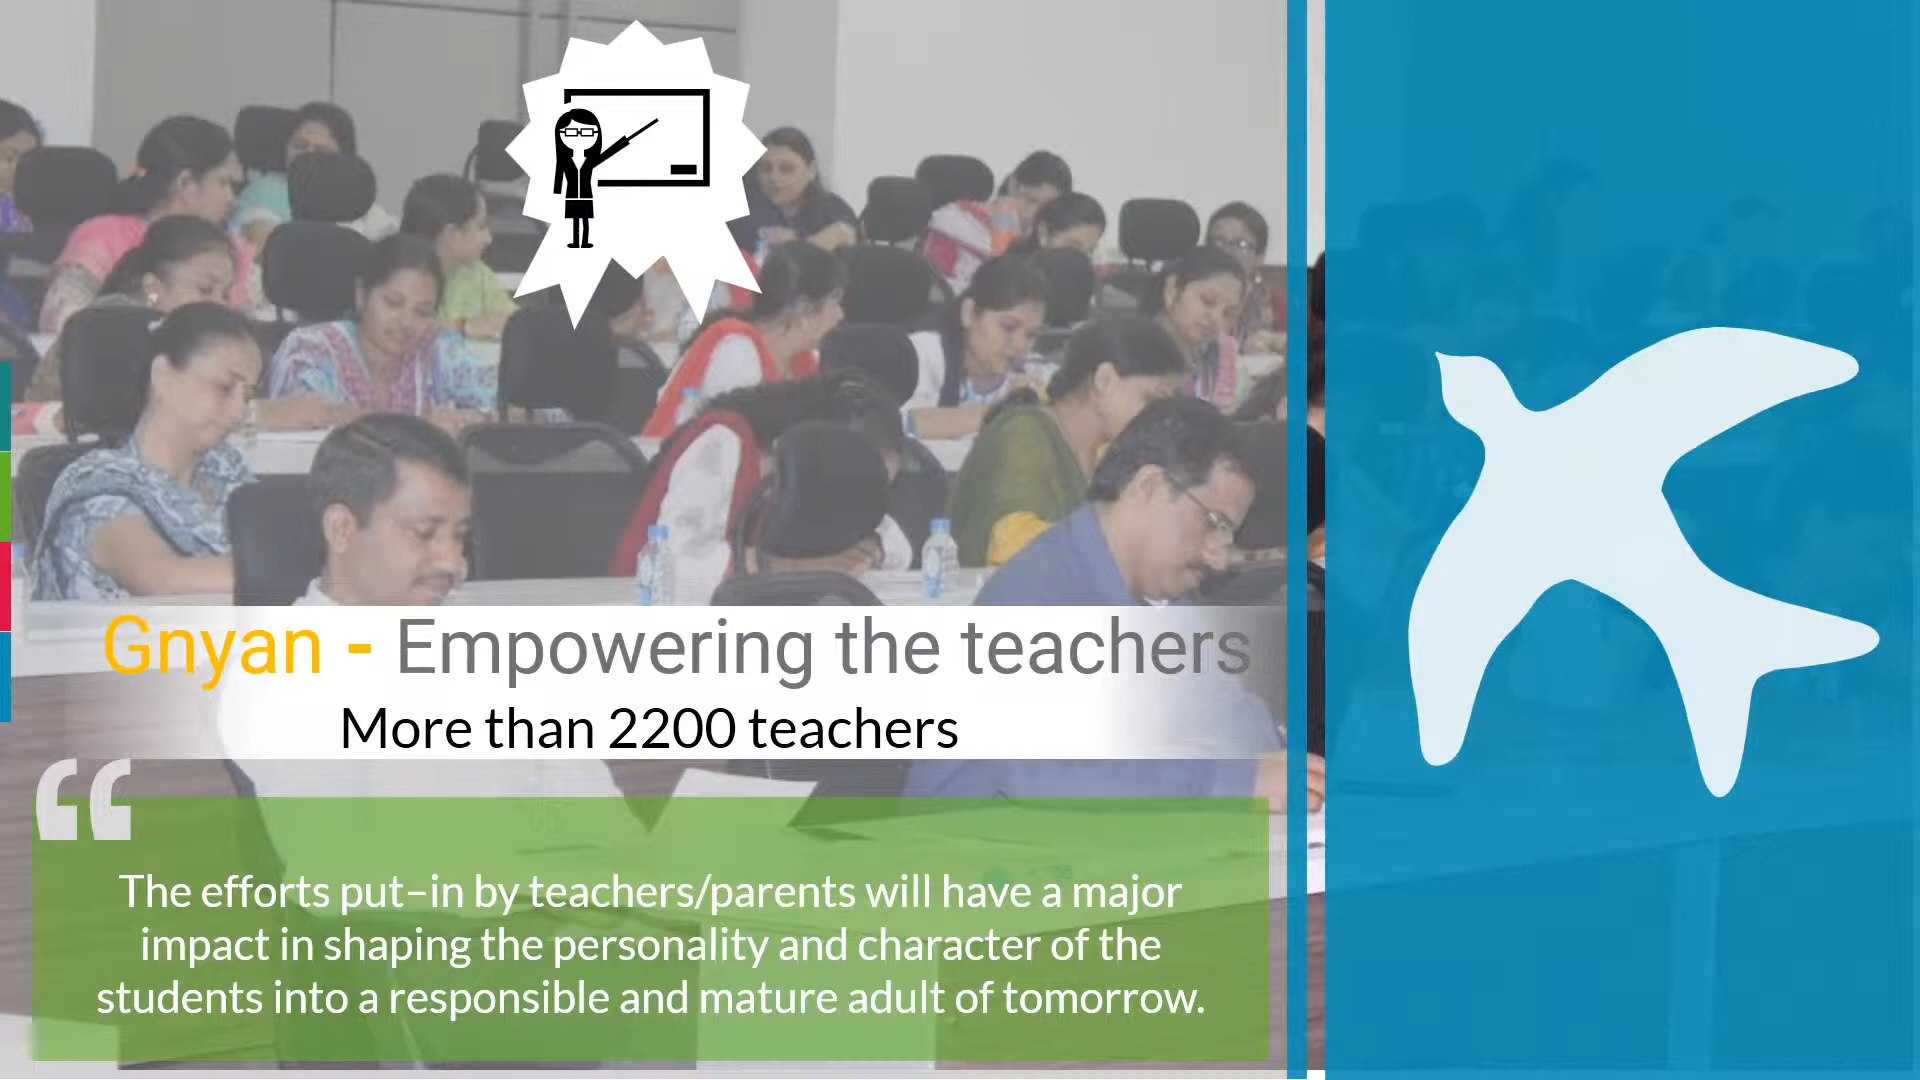 Gnyan - Empowering the teachers
More than 2200 teachers
“
The efforts put–in by teachers/parents will have a major
impact in shaping the personality and character of the
students into a responsible and mature adult of tomorrow.